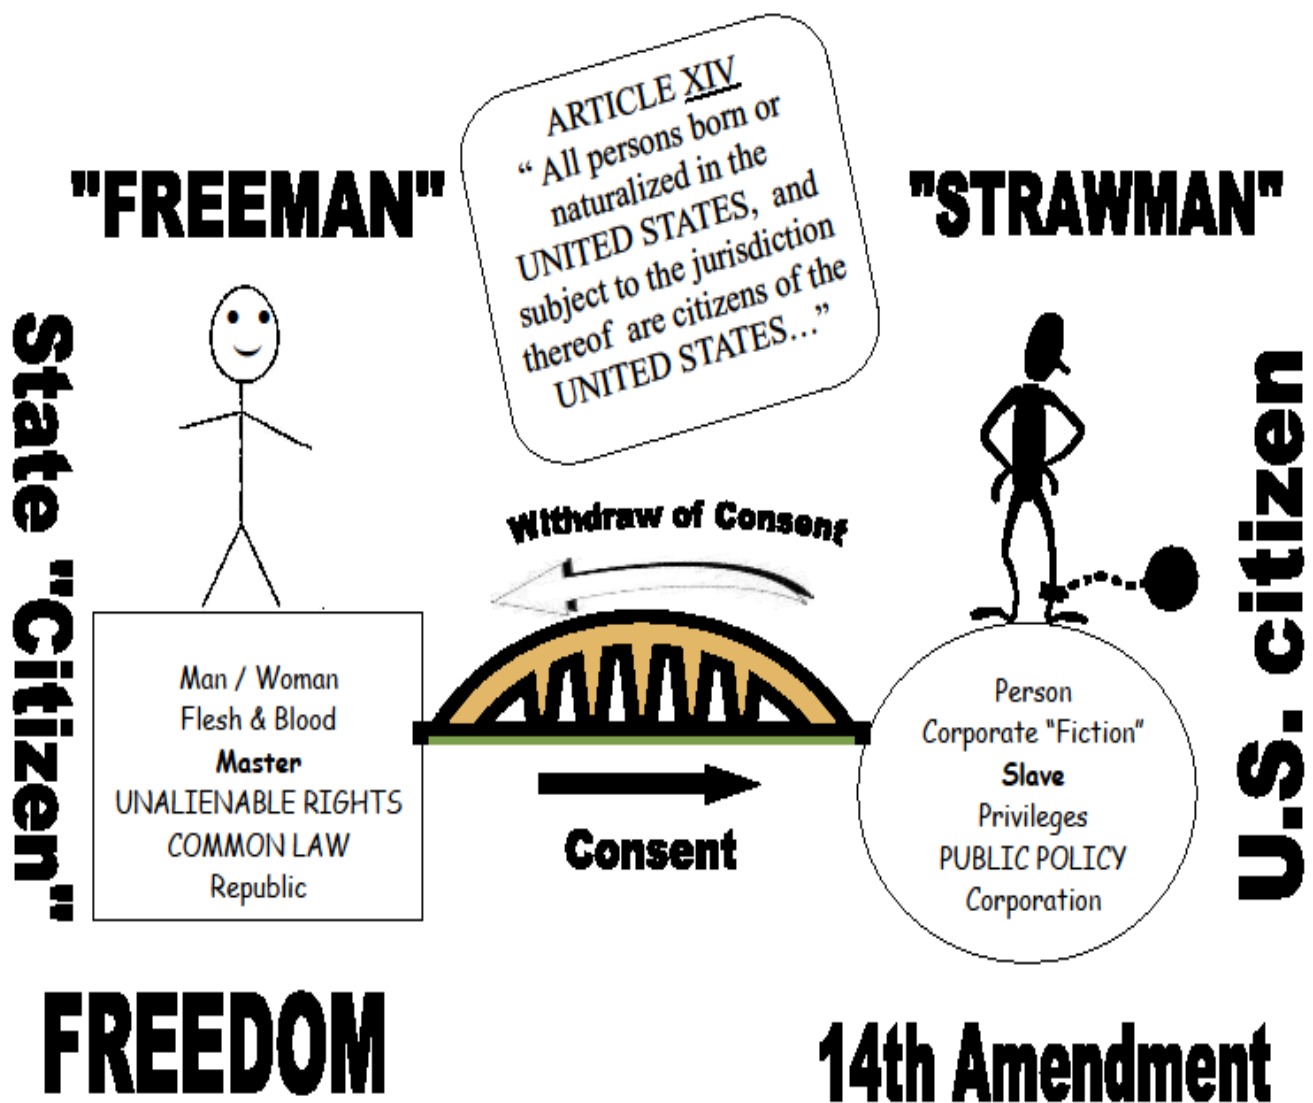 ARTICLE XIV
“ All persons born or
naturalized in the
UNITED STATES, and
subject to the jurisdiction
thereof are citizens of the
UNITED STATES...”
"FREEMAN"
"STRAWMAN"
State "Citizen"
U.S. citizen
Withdraw of Consent
Man / Woman
Flesh & Blood
Master
UNALIENABLE RIGHTS
COMMON LAW
Republic
Consent
Person
Corporate “Fiction”
Slave
Privileges
PUBLIC POLICY
Corporation
FREEDOM
14th Amendment